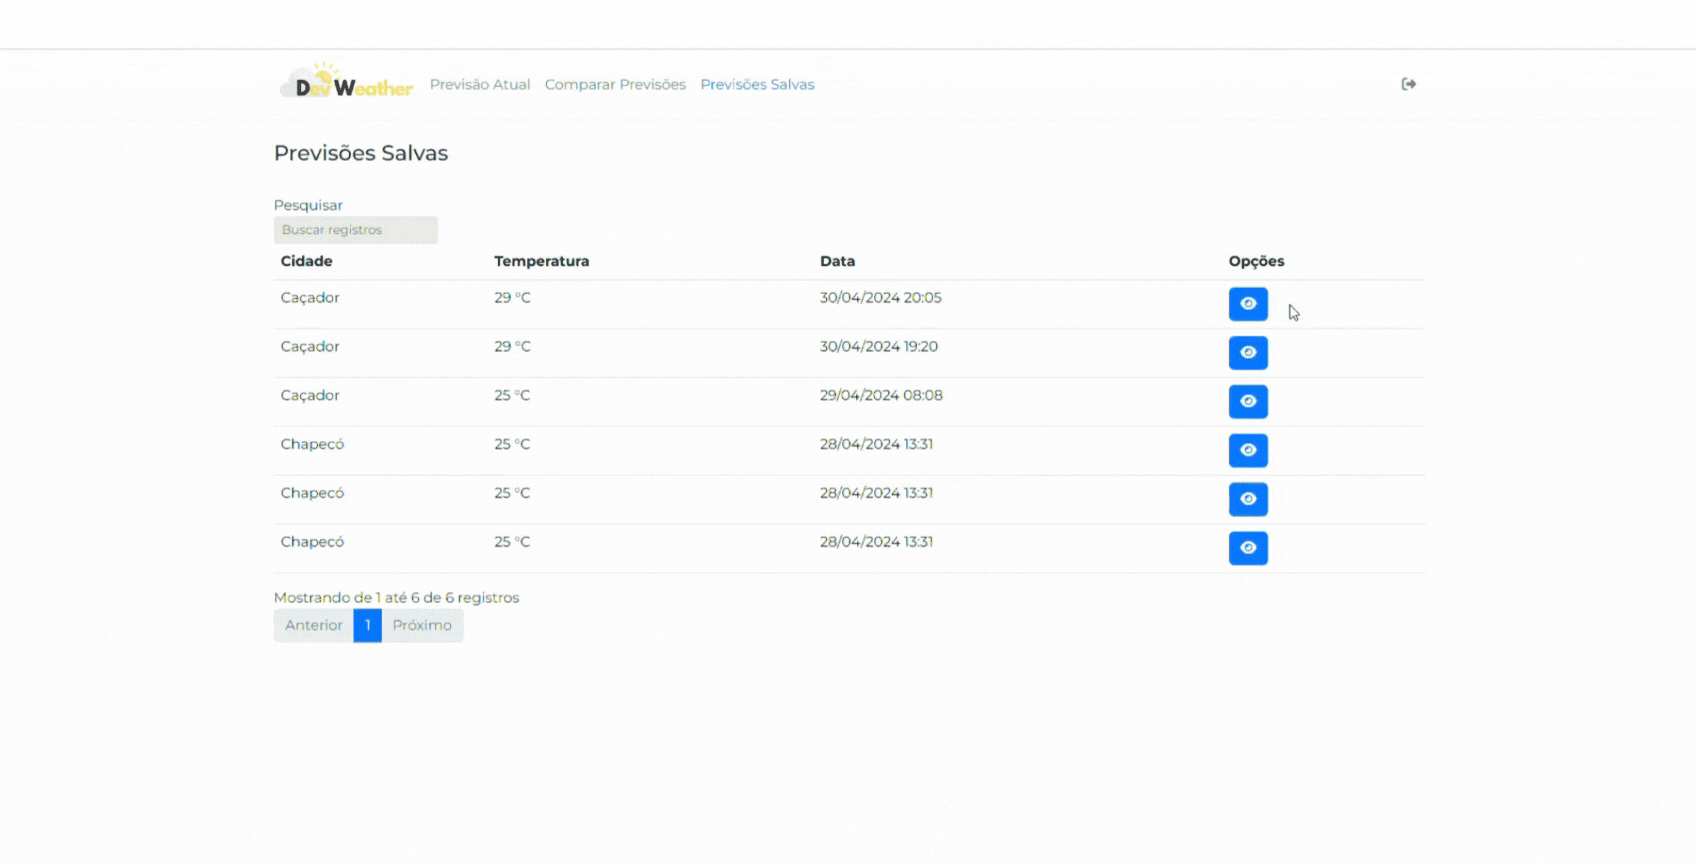 Dev Weather Previsão Atual Comparar Previsões Previsões Salvas
Previsões Salvas
Pesquisar
Buscar registros
Cidade Temperatura Data Opções
Caçador 29 °C 30/04/2024 20:05
Caçador 29 °C 30/04/2024 19:20
Caçador 25 °C 29/04/2024 08:08
Chapecó 25 °C 28/04/2024 13:31
Chapecó 25 °C 28/04/2024 13:31
Chapecó 25 °C 28/04/2024 13:31
Mostrando de 1 até 6 de 6 registros
Anterior 1 Próximo